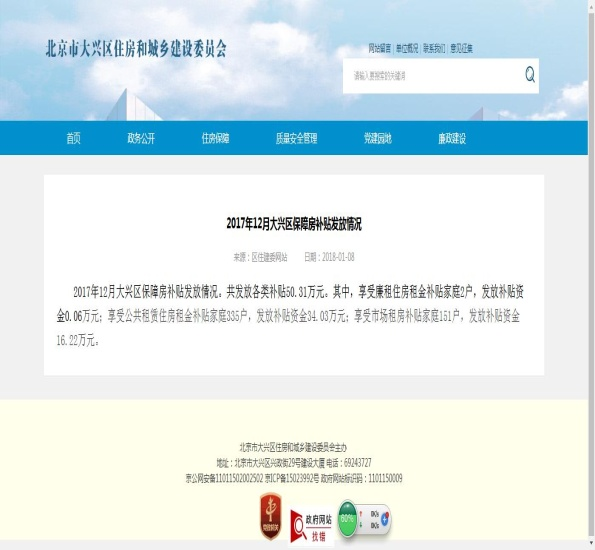 北京市大兴区住房和城乡建设委员会
网站留言 | 单位概况 | 联系我们 | 意见征集
请输入要搜索的关键词
首页 政务公开 住房保障 质量安全管理 党建园地 廉政建设
2017年12月大兴区保障房补贴发放情况
来源：区住建委网站 日期：2018-01-08
2017年12月大兴区保障房补贴发放情况。共发放各类补贴50.31万元。其中，享受廉租住房租金补贴家庭2户，发放补贴资
金0.06万元；享受公共租赁住房租金补贴家庭335户，发放补贴资金34.03万元；享受市场租房补贴家庭151户，发放补贴资金
16.22万元。
北京市大兴区住房和城乡建设委员会主办
地址：北京市大兴区兴政街29号建设大厦 电话：69243727
京公网安备11011502002502 京ICP备15023992号 政府网站标识码：1101150009
党政机关
政府网站
找错
60%
0K/s
0K/s